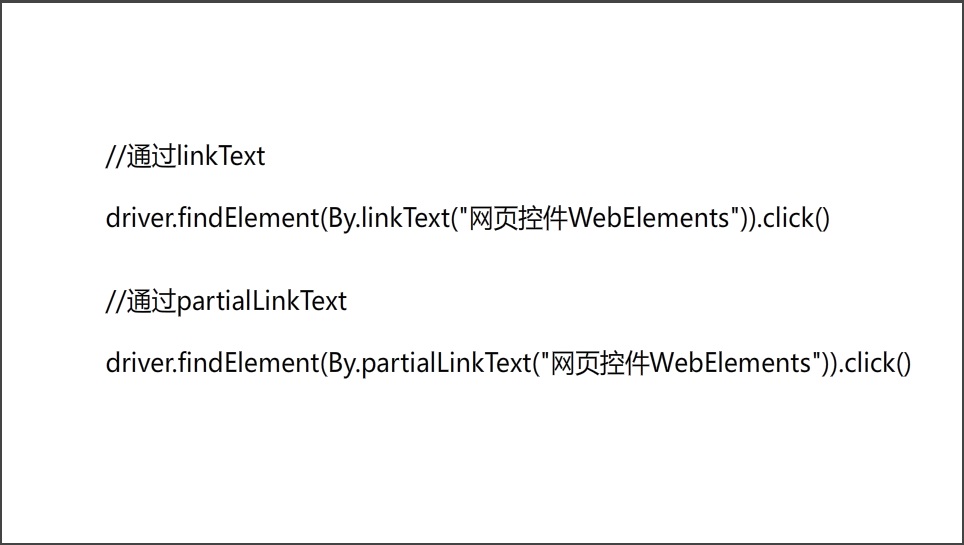 //通过linkText
driver.findElement(By.linkText("网页控件WebElements")).click()
//通过partialLinkText
driver.findElement(By.partialLinkText("网页控件WebElements")).click()